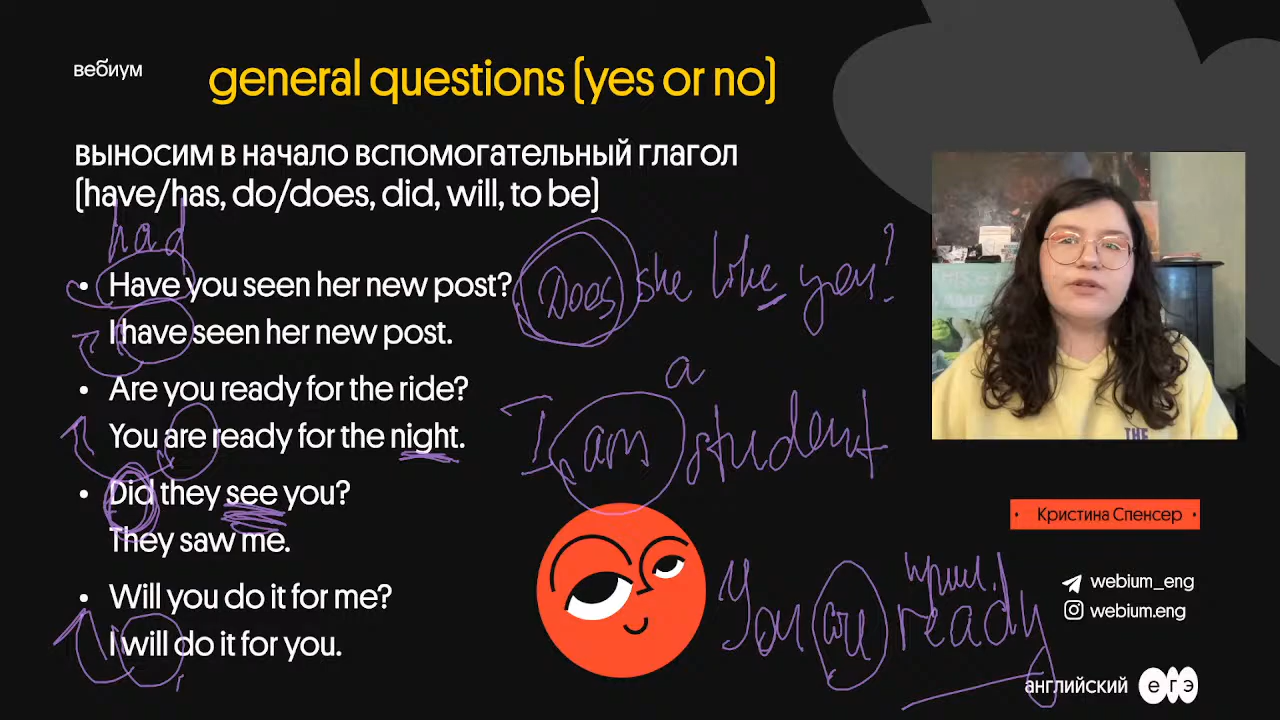 вебиум
general questions (yes or no)
выносим в начало вспомогательный глагол
(have/has, do/does, did, will, to be)
had
• Have you seen her new post?
Does she like you?
I have seen her new post.
• Are you ready for the ride?
a
You are ready for the night.
I am student
• Did they see you?
They saw me.
• Will you do it for me?
I will do it for you.
прил.
You are ready
THE
• Кристина Спенсер •
webium_eng
webium.eng
английский егэ